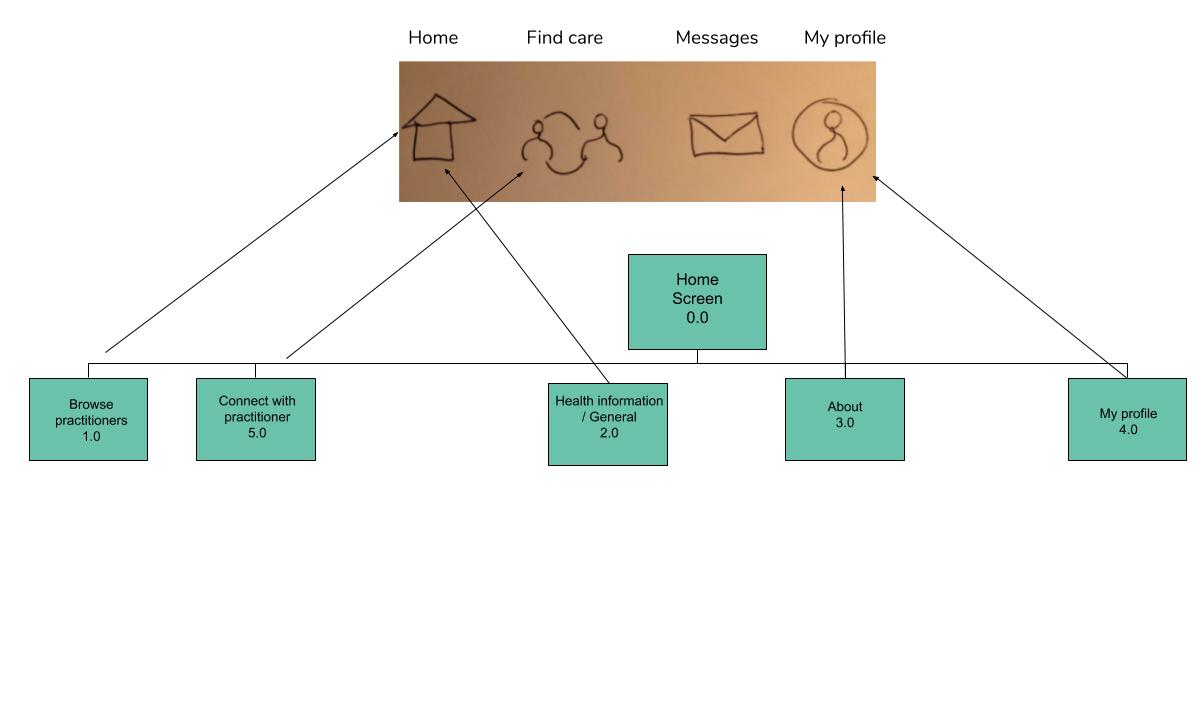 Home
Find care
Messages
My profile
Home
Screen
0.0
Browse
practitioners
1.0
Connect with
practitioner
5.0
Health information
/ General
2.0
About
3.0
My profile
4.0